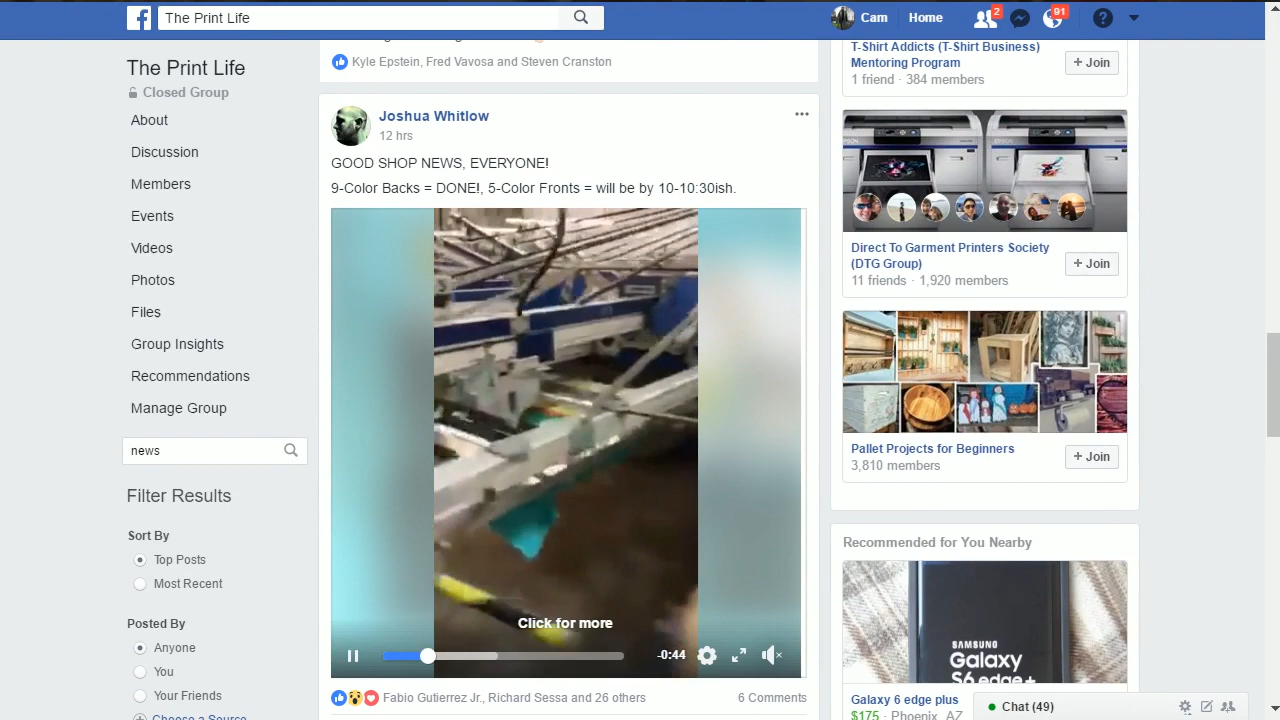 The Print Life
Cam
Home
2
91
The Print Life
Closed Group
About
Discussion
Members
Events
Videos
Photos
Files
Group Insights
Recommendations
Manage Group
news
Filter Results
Sort By
Top Posts
Most Recent
Posted By
Anyone
You
Your Friends
Choose a Source
Kyle Epstein, Fred Vavosa and Steven Cranston
Joshua Whitlow
12 hrs
GOOD SHOP NEWS, EVERYONE!
9-Color Backs = DONE!, 5-Color Fronts = will be by 10-10:30ish.
Click for more
-0:44
Fabio Gutierrez Jr., Richard Sessa and 26 others
6 Comments
T-Shirt Addicts (T-Shirt Business)
Mentoring Program
1 friend · 384 members
+ Join
Direct To Garment Printers Society
(DTG Group)
11 friends · 1,920 members
+ Join
Pallet Projects for Beginners
3,810 members
+ Join
Recommended for You Nearby
SAMSUNG
Galaxy
S6 edge+
Galaxy 6 edge plus
$175 · Phoenix, AZ
Chat (49)